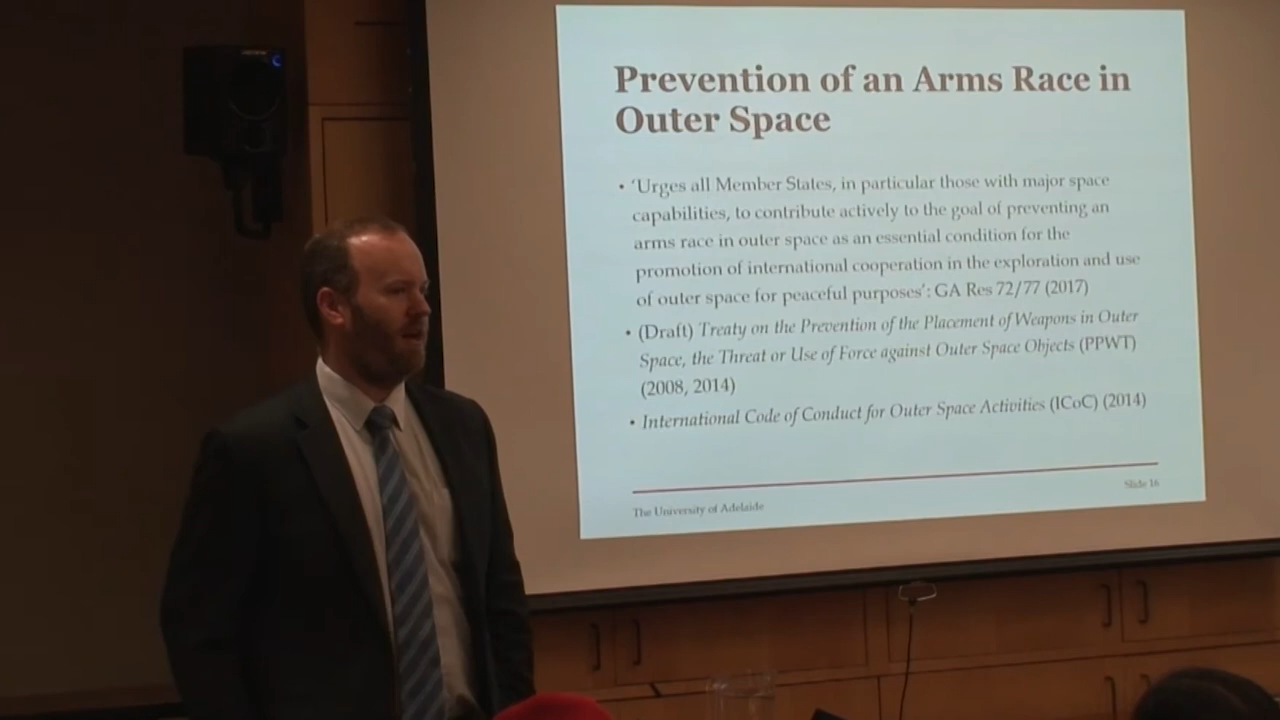 Prevention of an Arms Race in
Outer Space
• ‘Urges all Member States, in particular those with major space
capabilities, to contribute actively to the goal of preventing an
arms race in outer space as an essential condition for the
promotion of international cooperation in the exploration and use
of outer space for peaceful purposes’: GA Res 72/77 (2017)
• (Draft) Treaty on the Prevention of the Placement of Weapons in Outer
Space, the Threat or Use of Force against Outer Space Objects (PPWT)
(2008, 2014)
• International Code of Conduct for Outer Space Activities (ICoC) (2014)
Slide 16
The University of Adelaide